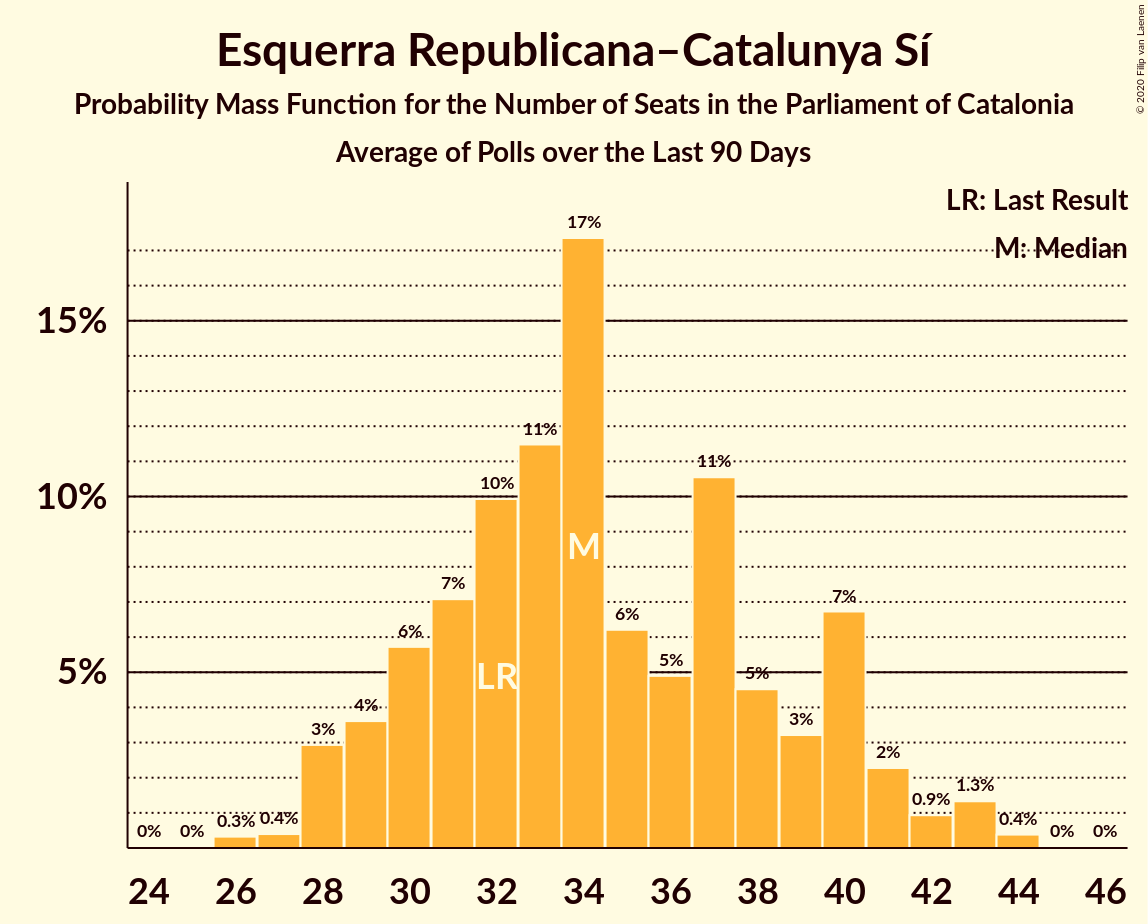 Esquerra Republicana–Catalunya Sí
Probability Mass Function for the Number of Seats in the Parliament of Catalonia
Average of Polls over the Last 90 Days
© 2020 Filip van Laenen
LR: Last Result
M: Median
15%
10%
5%
0% 0% 0.3% 0.4% 3% 4% 6% 7% 10% 11% 17% 6% 5% 11% 5% 3% 7% 2% 0.9% 1.3% 0.4% 0% 0%
LR
M
24 26 28 30 32 34 36 38 40 42 44 46